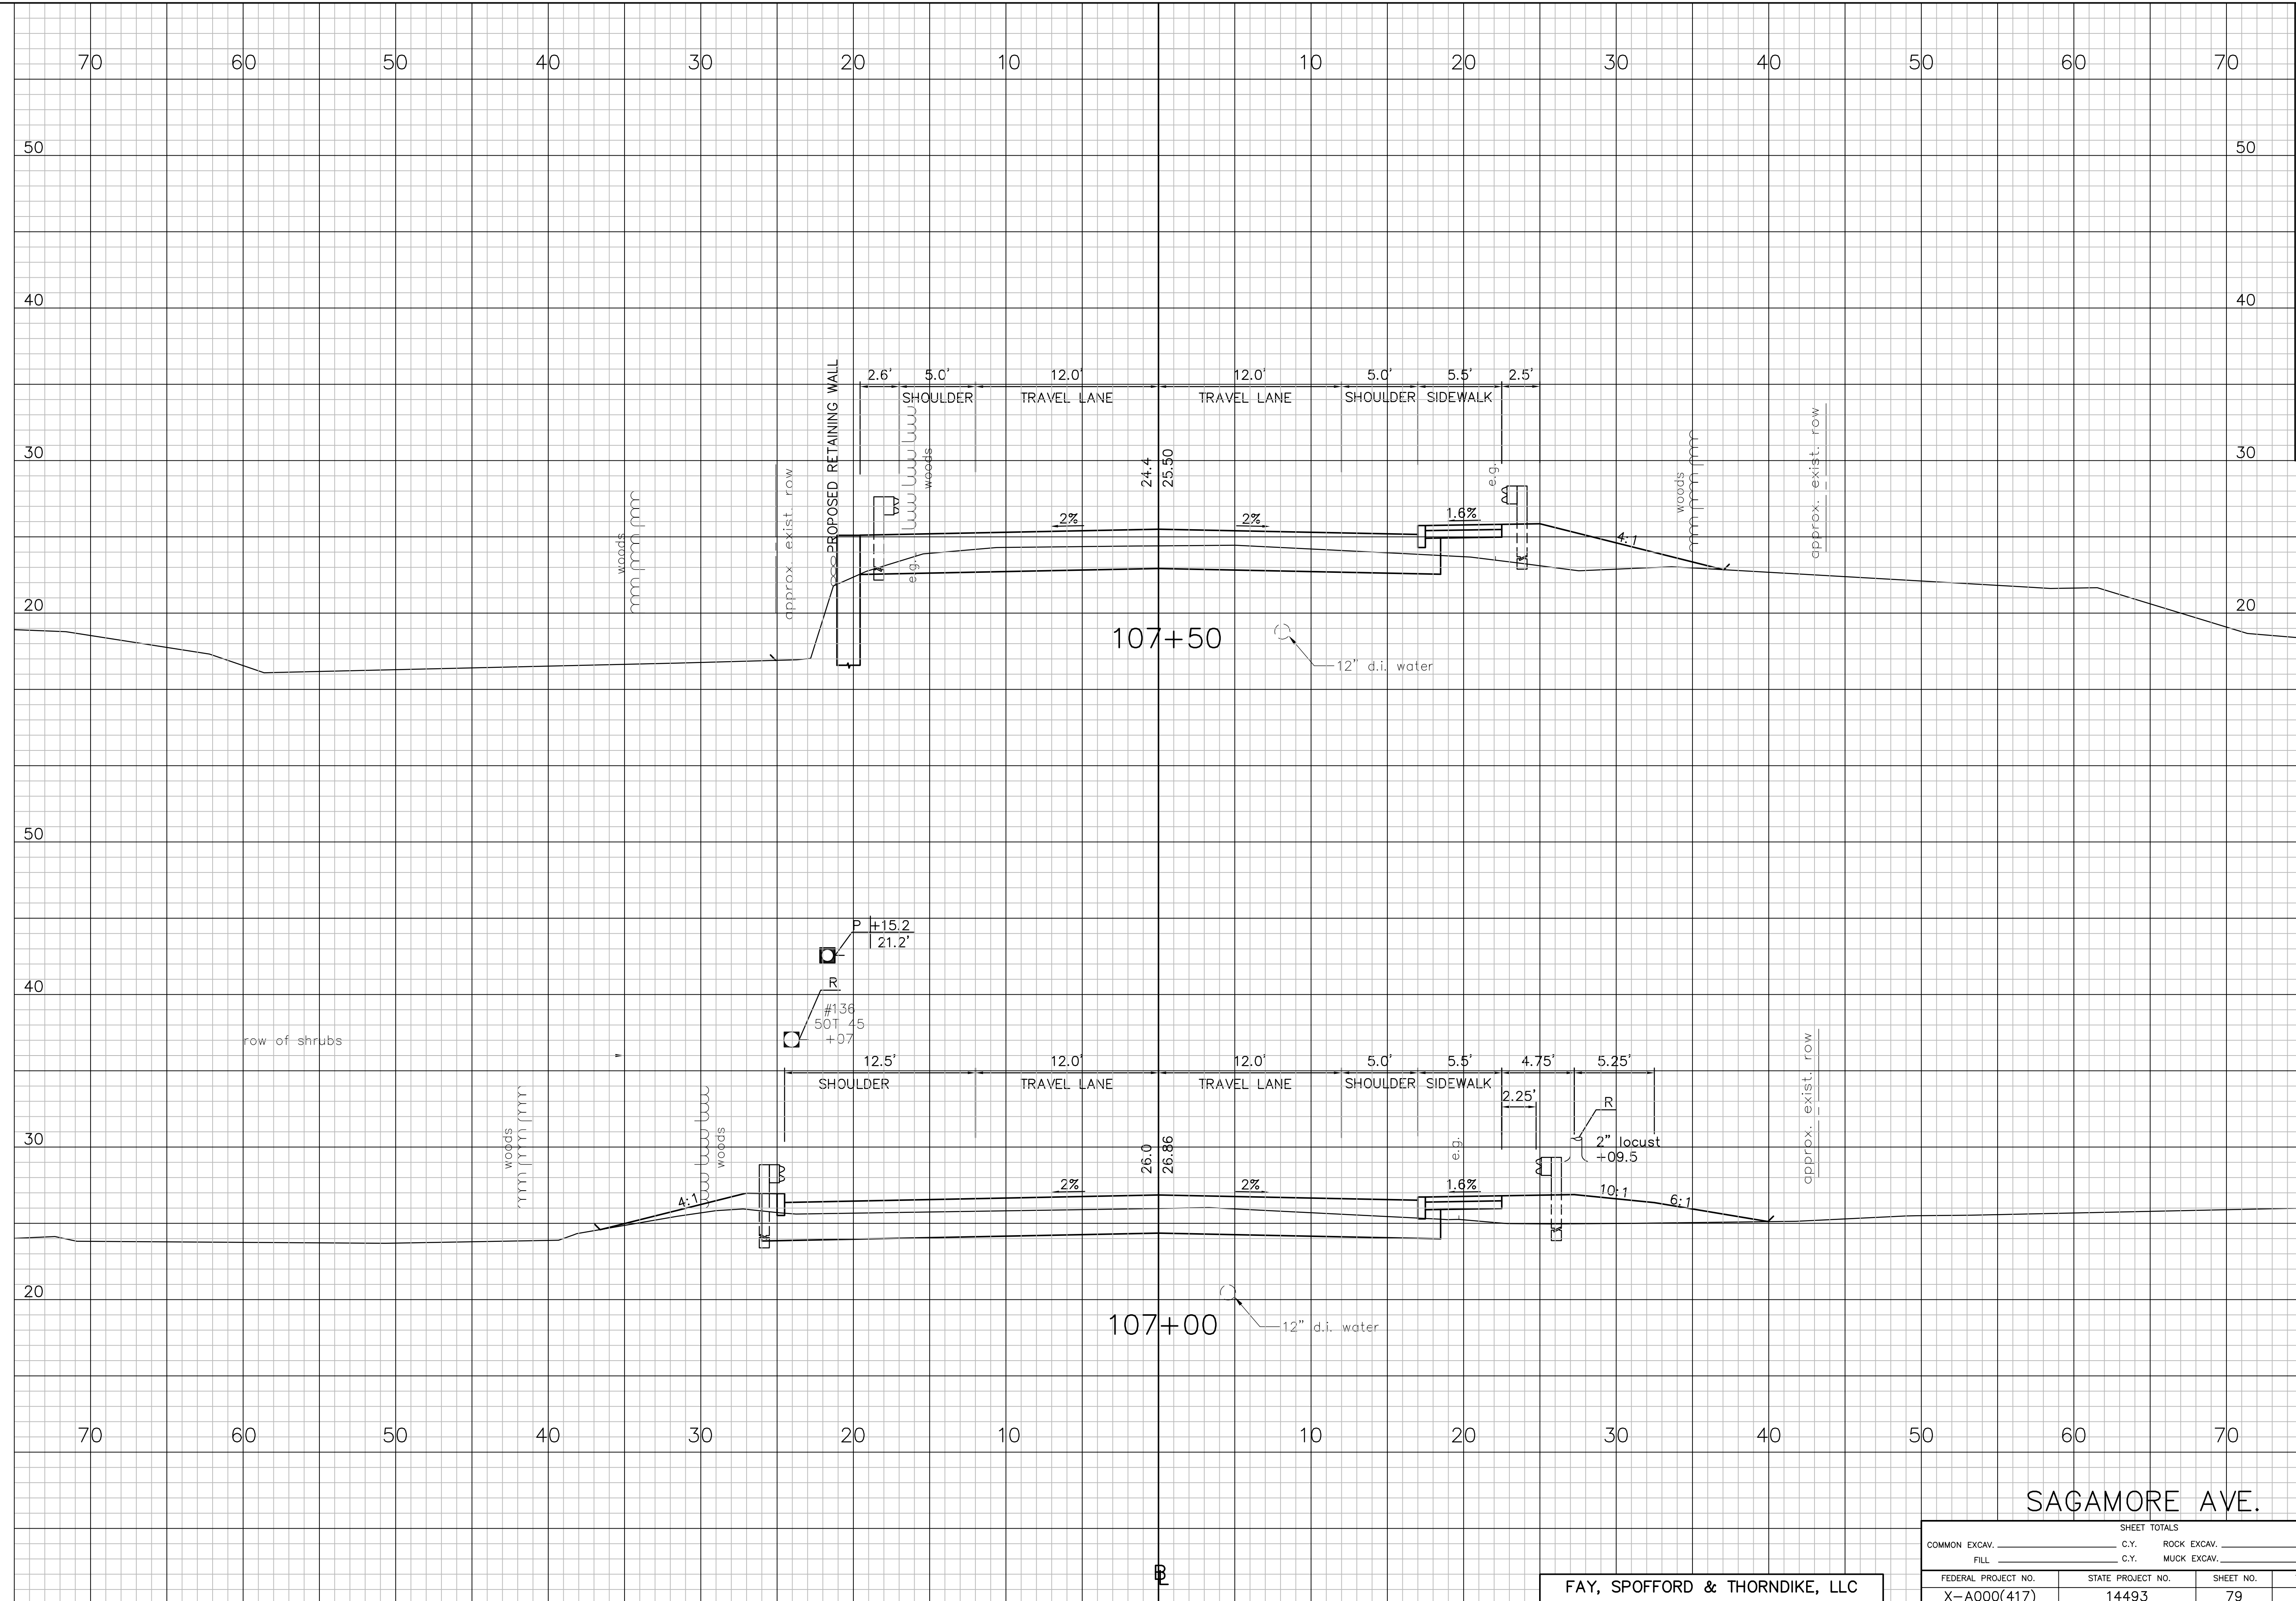 70 60 50 40 30 20 10 10 20 30 40 50 60 70
50 50
40 40
PROPOSED RETAINING WALL
2.6' 5.0' 12.0' 12.0' 5.0' 5.5' 2.5'
SHOULDER TRAVEL LANE TRAVEL LANE SHOULDER SIDEWALK
30 30
woods
approx. exist. row
woods
e.g.
24.4
25.50
e.g.
woods
approx. exist. row
2% 2% 1.6% 4:1
20 20
107+50
12" d.i. water
50
P +15.2
21.2'
40
R
#136
50T 45
+07
row of shrubs
12.5' 12.0' 12.0' 5.0' 5.5' 4.75' 5.25'
SHOULDER TRAVEL LANE TRAVEL LANE SHOULDER SIDEWALK
2.25'
R
2" locust
+09.5
30
woods
woods
26.0
26.86
e.g.
approx. exist. row
4:1 2% 2% 1.6% 10:1 6:1
20
107+00
12" d.i. water
70 60 50 40 30 20 10 10 20 30 40 50 60 70
SAGAMORE AVE.
SHEET TOTALS
COMMON EXCAV. C.Y. ROCK EXCAV.
FILL C.Y. MUCK EXCAV.
FEDERAL PROJECT NO. STATE PROJECT NO. SHEET NO.
X-A000(417) 14493 79
FAY, SPOFFORD & THORNDIKE, LLC
BL